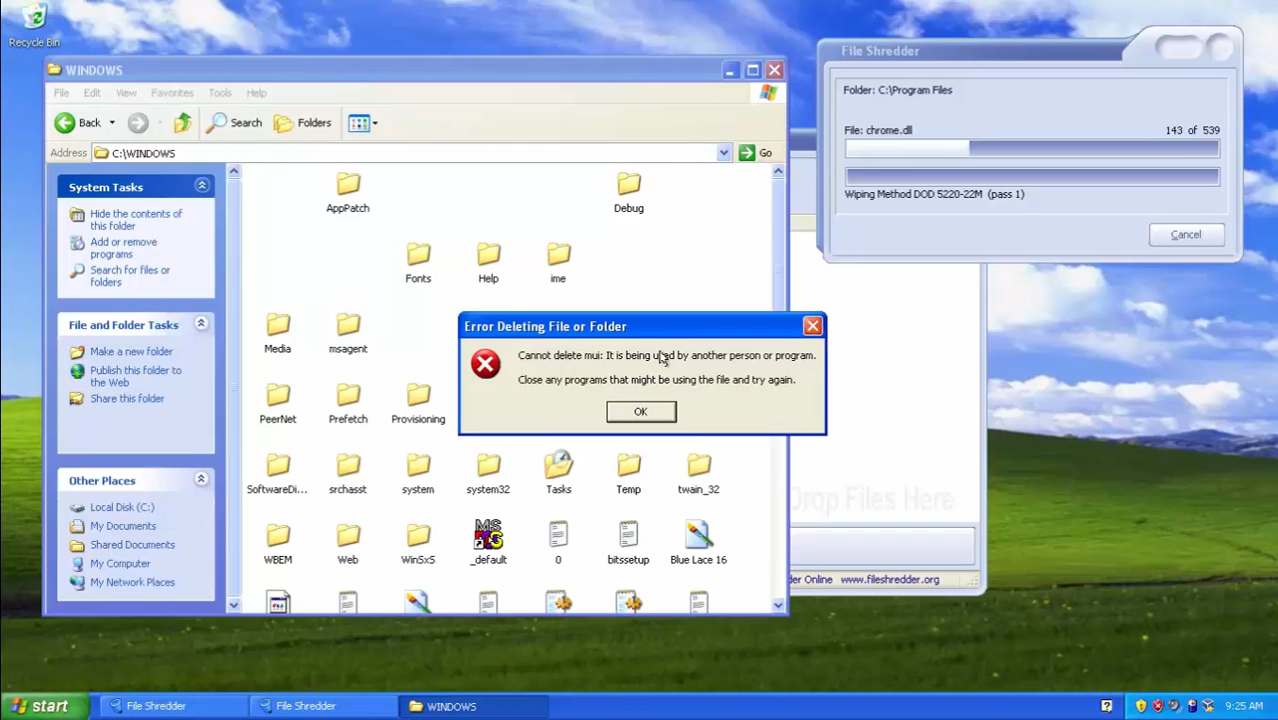 Recycle Bin
WINDOWS
File Edit View Favorites Tools Help
Back Search Folders
Address C:\WINDOWS Go
System Tasks
Hide the contents of
this folder
Add or remove
programs
Search for files or
folders
File and Folder Tasks
Make a new folder
Publish this folder to
the Web
Share this folder
Other Places
Local Disk (C:)
My Documents
Shared Documents
My Computer
My Network Places
AppPatch Debug
Fonts Help ime
Media msagent
PeerNet Prefetch Provisioning
SoftwareDi... srchasst system system32 Tasks Temp twain_32
MS
WBEM Web WinSxS _default 0 bitssetup Blue Lace 16
Error Deleting File or Folder
Cannot delete mui: It is being used by another person or program.
Close any programs that might be using the file and try again.
OK
File Shredder
Folder: C:\Program Files
File: chrome.dll 143 of 539
Wiping Method DOD 5220-22M (pass 1)
Cancel
Drop Files Here
der Online www.fileshredder.org
start File Shredder File Shredder WINDOWS 9:25 AM